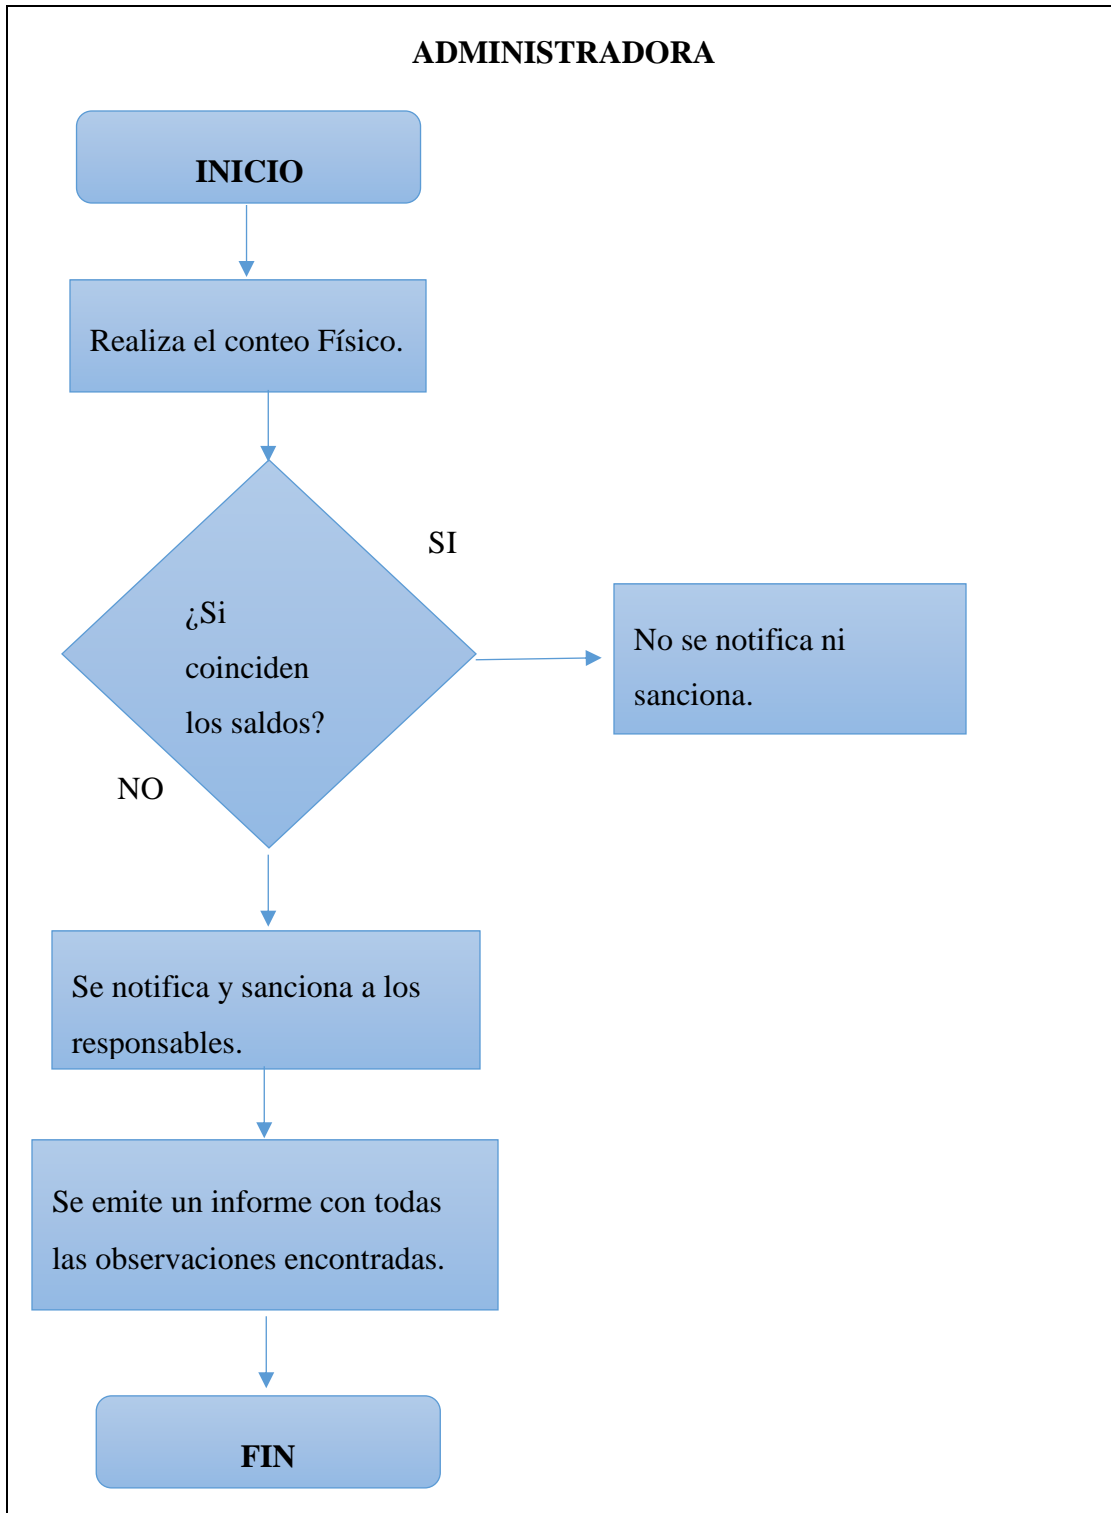 ADMINISTRADORA
INICIO
Realiza el conteo Físico.
SI
¿Si
coinciden
los saldos?
No se notifica ni
sanciona.
NO
Se notifica y sanciona a los
responsables.
Se emite un informe con todas
las observaciones encontradas.
FIN